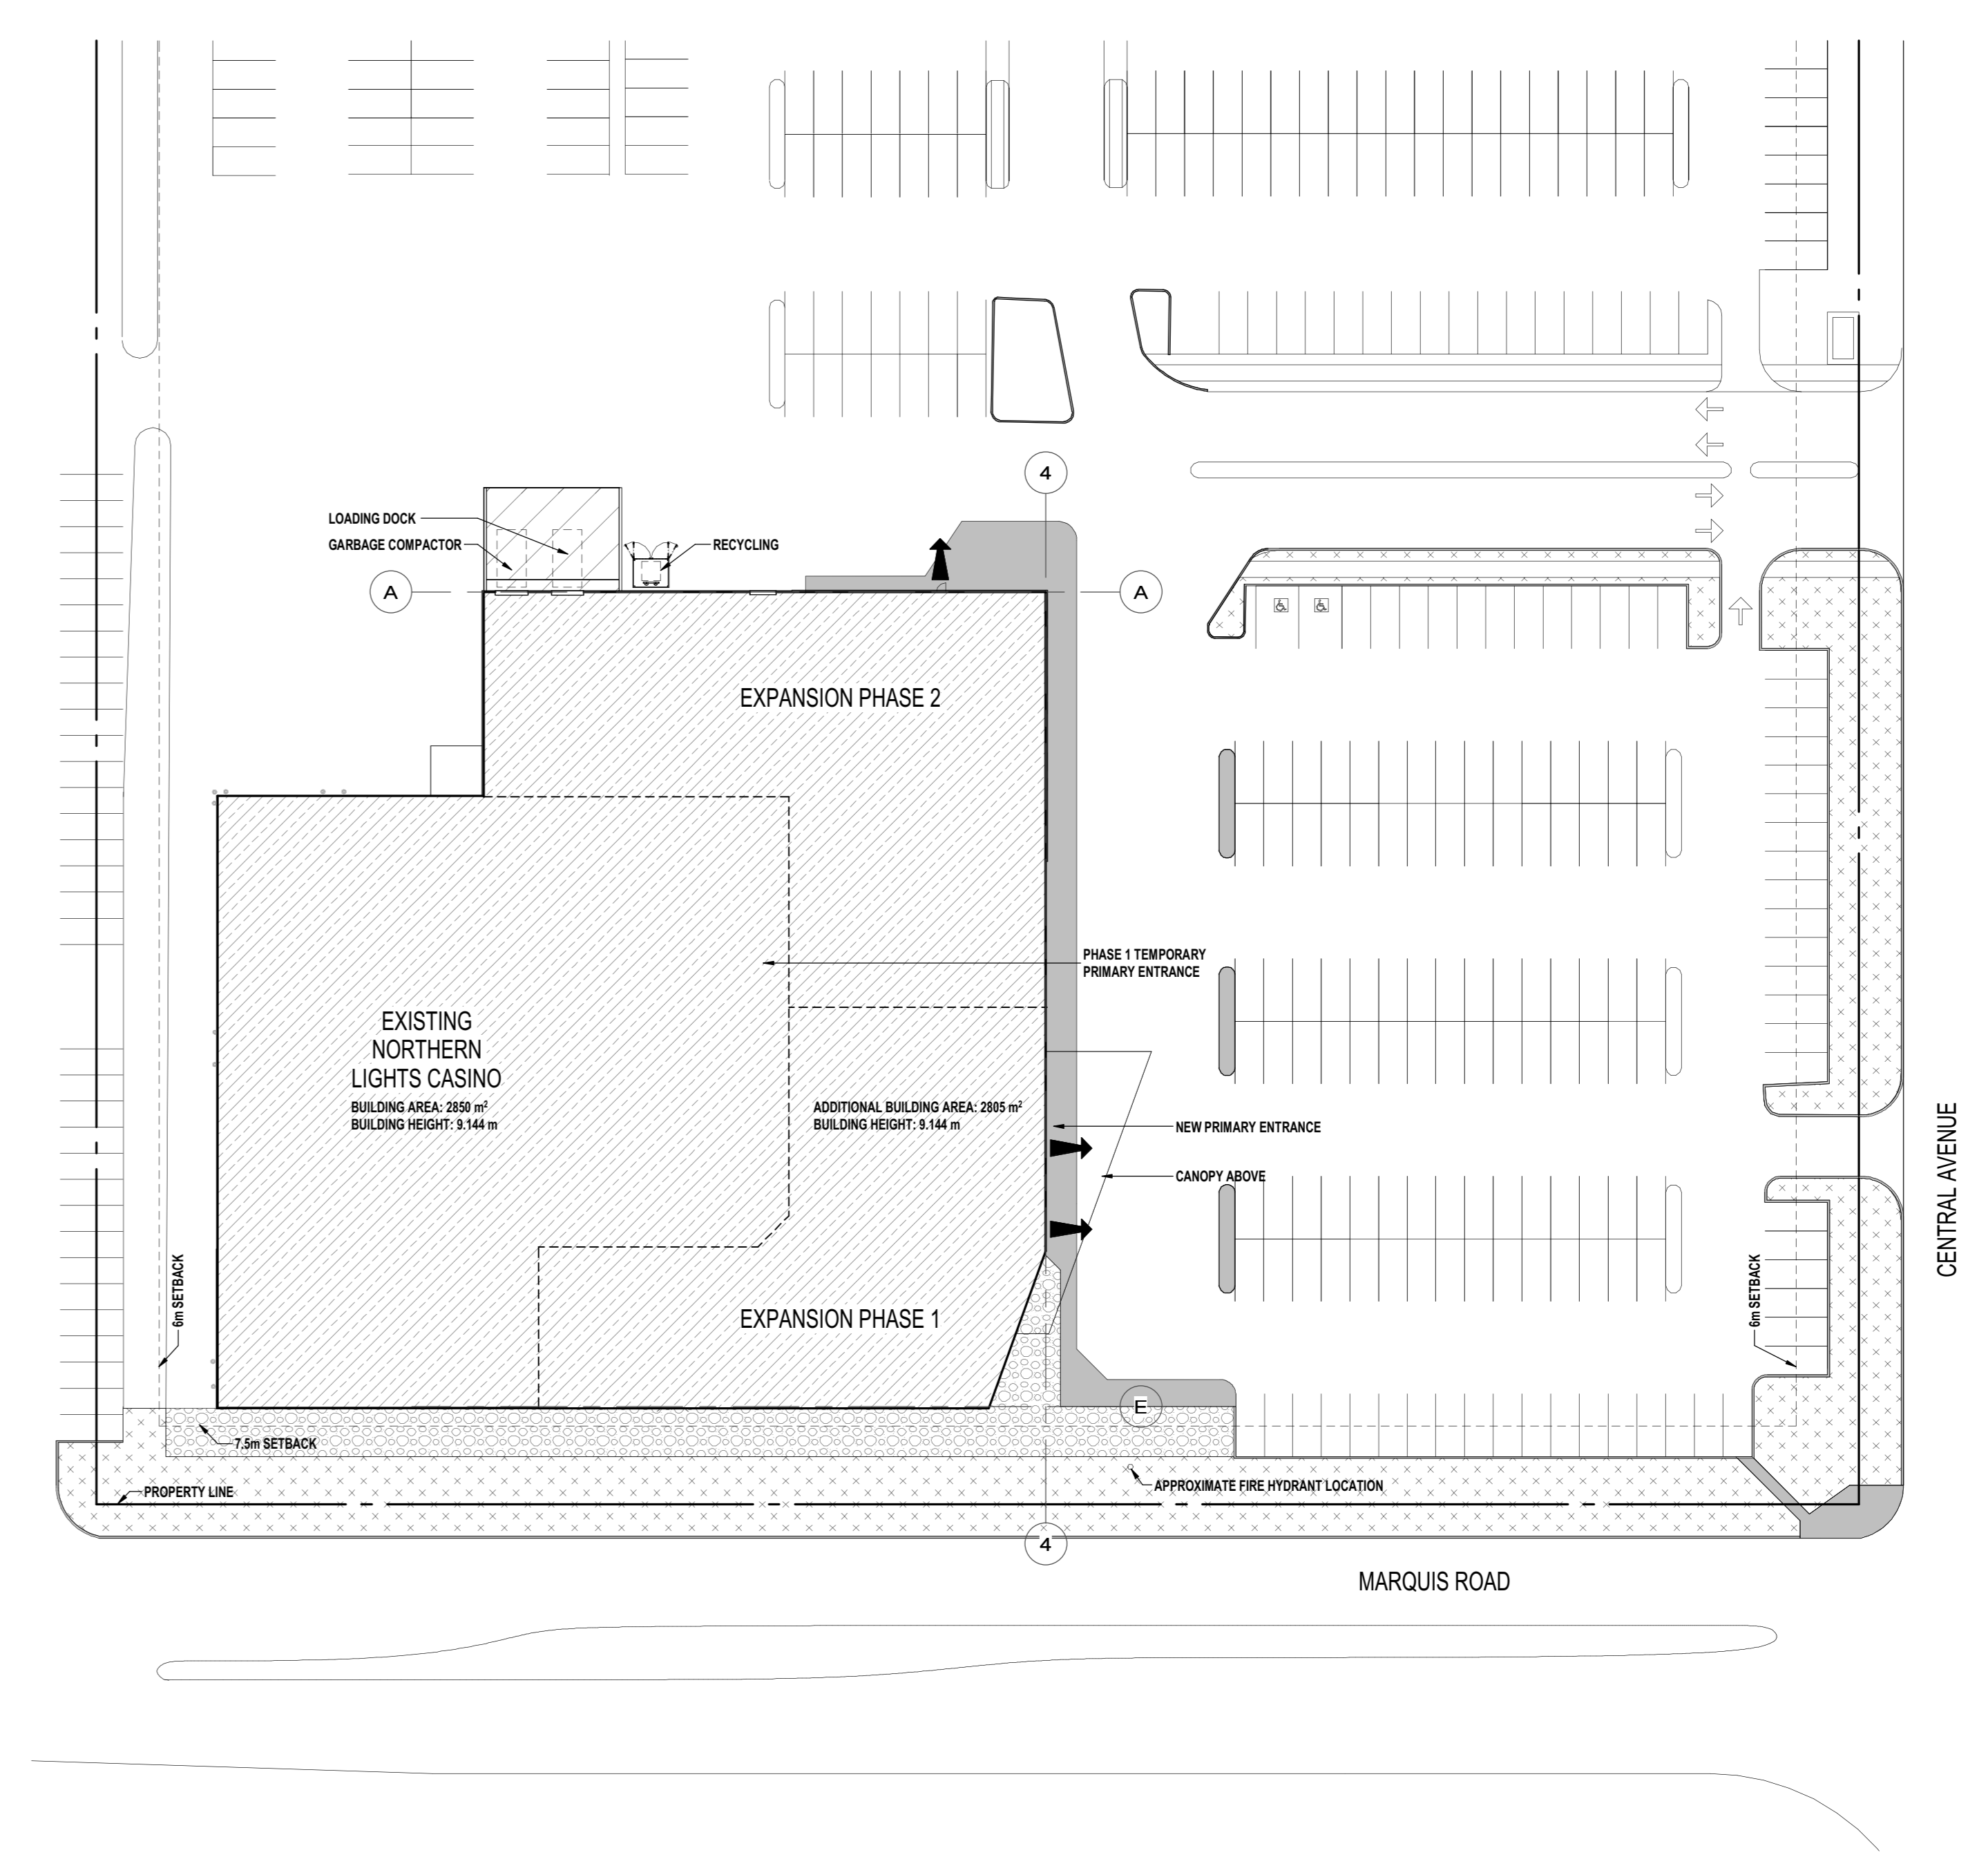 4
LOADING DOCK
GARBAGE COMPACTOR
RECYCLING
A
A
EXPANSION PHASE 2
PHASE 1 TEMPORARY
PRIMARY ENTRANCE
EXISTING
NORTHERN
LIGHTS CASINO
BUILDING AREA: 2850 m²
BUILDING HEIGHT: 9.144 m
ADDITIONAL BUILDING AREA: 2805 m²
BUILDING HEIGHT: 9.144 m
NEW PRIMARY ENTRANCE
CANOPY ABOVE
CENTRAL AVENUE
6m SETBACK
6m SETBACK
EXPANSION PHASE 1
E
7.5m SETBACK
PROPERTY LINE
APPROXIMATE FIRE HYDRANT LOCATION
4
MARQUIS ROAD